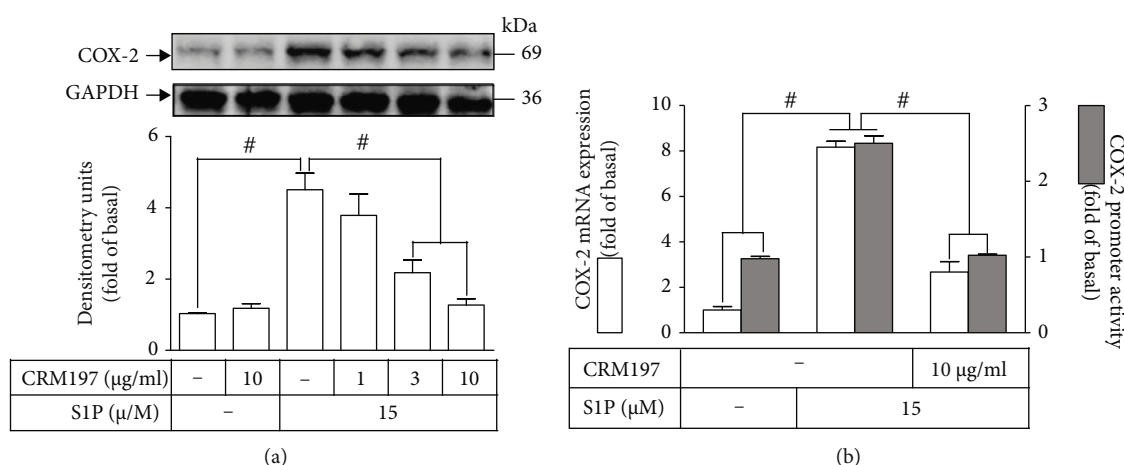 kDa
COX-2
69
GAPDH
36
Densitometry units
(fold of basal)
6
4
2
0
#
#
CRM197 (μg/ml)
–
10
–
1
3
10
S1P (μ/M)
–
15
(a)
COX-2 mRNA expression
(fold of basal)
10
8
6
4
2
0
#
#
3
2
1
0
COX-2 promoter activity
(fold of basal)
CRM197
–
10 μg/ml
S1P (μM)
–
15
(b)